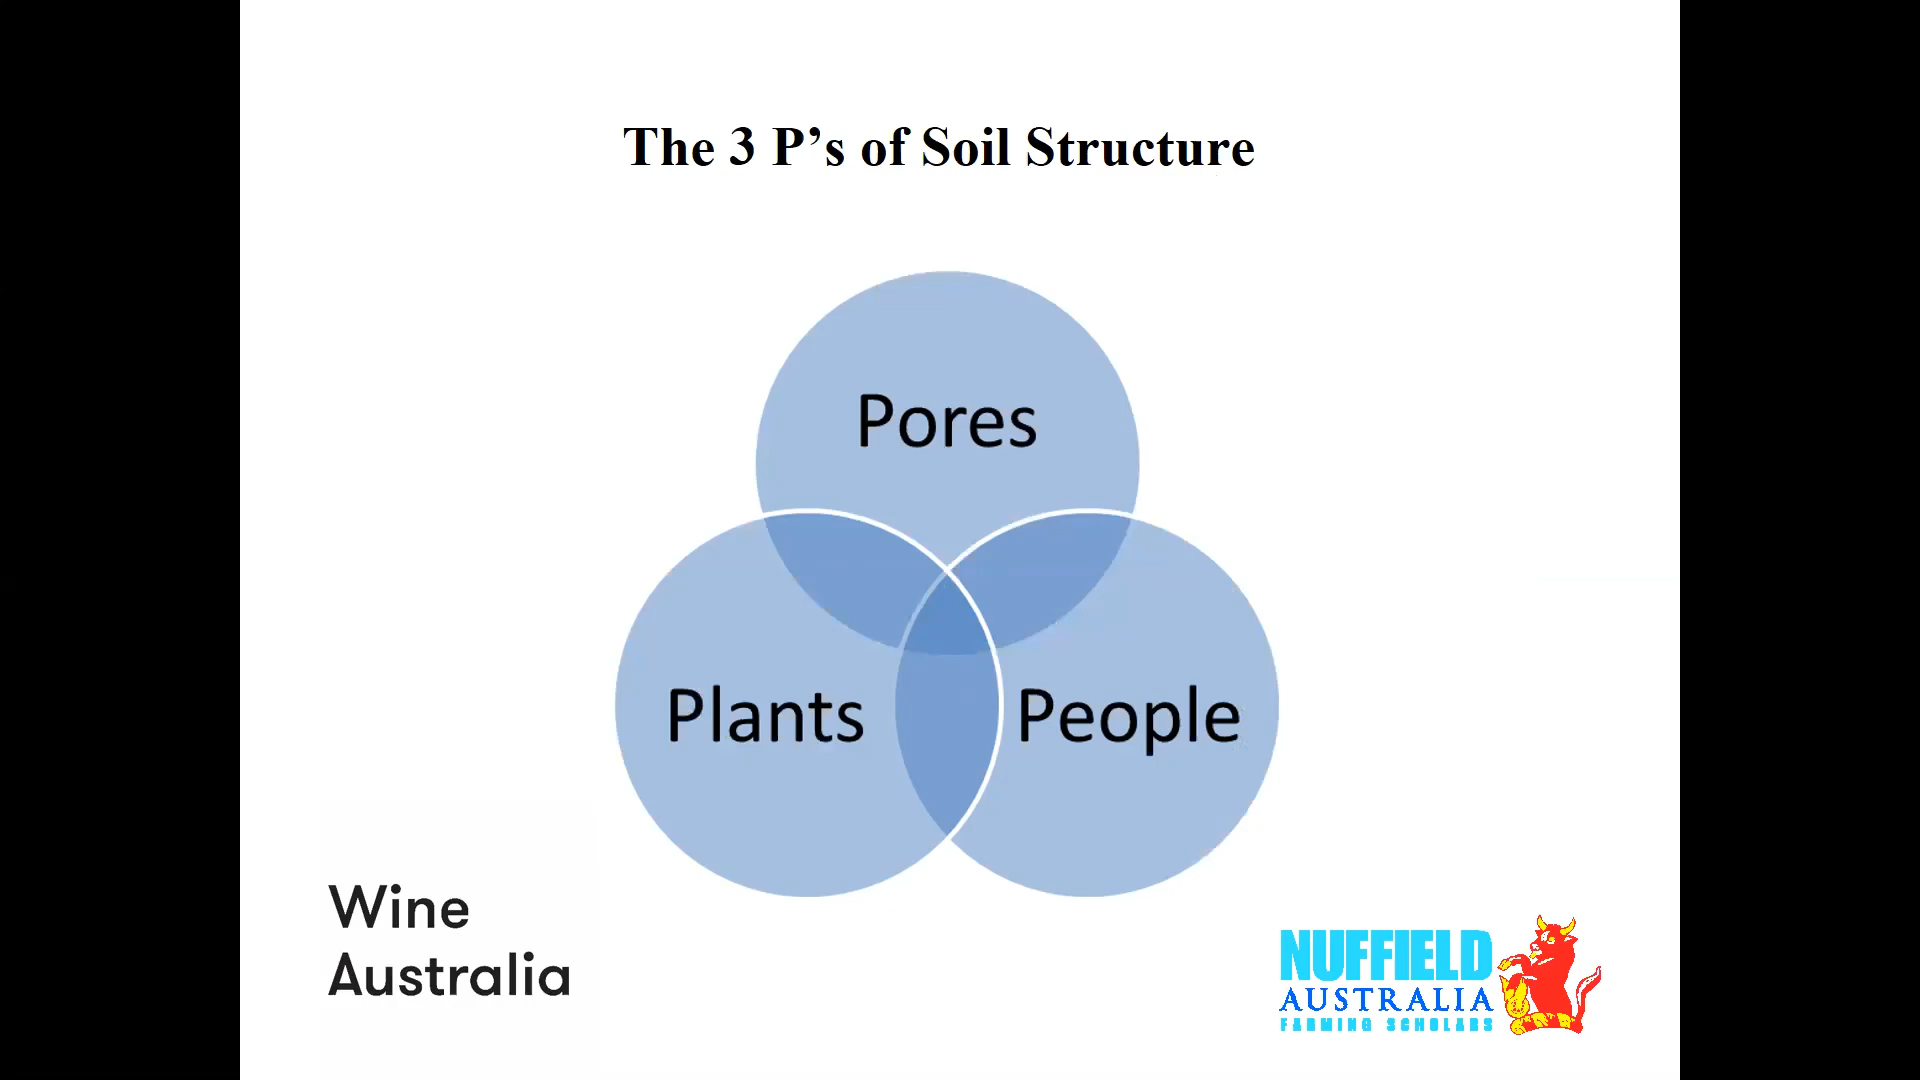 The 3 P’s of Soil Structure
Pores
Plants
People
Wine
Australia
NUFFIELD
AUSTRALIA
FARMING SCHOLARS